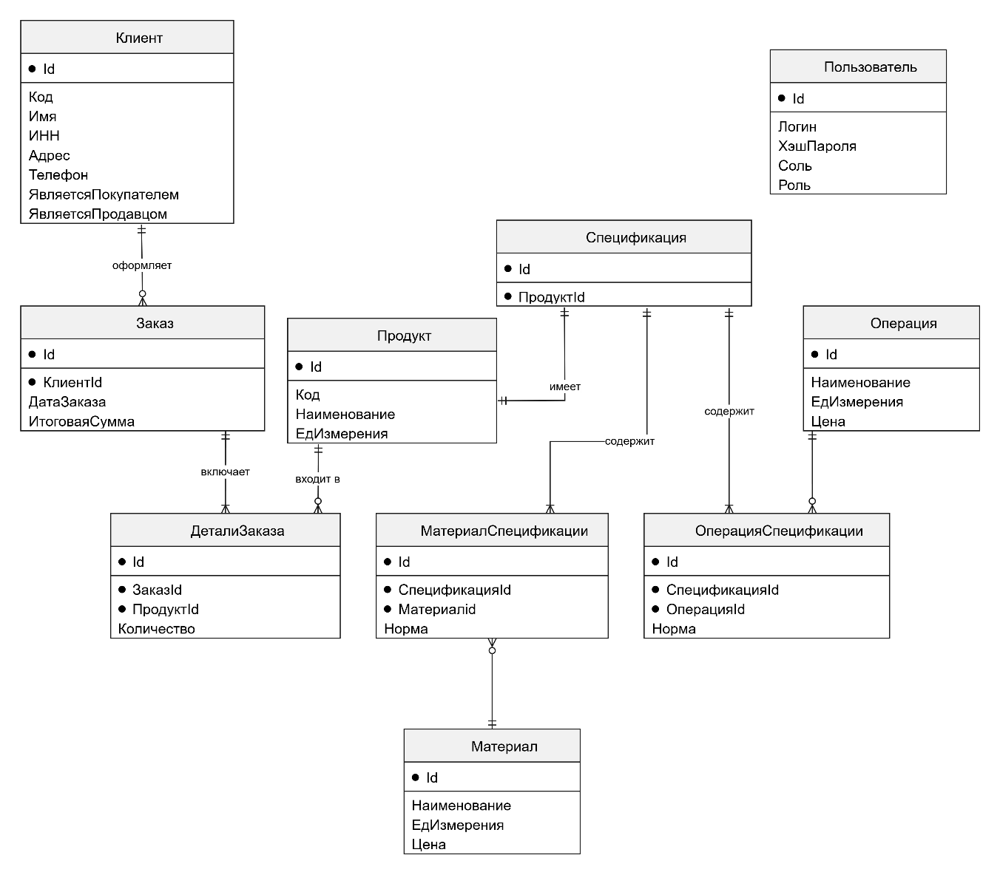 Клиент
Id
Код
Имя
ИНН
Адрес
Телефон
ЯвляетсяПокупателем
ЯвляетсяПродавцом
Пользователь
Id
Логин
ХэшПароля
Соль
Роль
оформляет
Спецификация
Id
ПродуктId
Заказ
Id
КлиентId
ДатаЗаказа
ИтоговаяСумма
Продукт
Id
Код
Наименование
ЕдИзмерения
Операция
Id
Наименование
ЕдИзмерения
Цена
имеет
содержит
содержит
включает
входит в
ДеталиЗаказа
Id
ЗаказId
ПродуктId
Количество
МатериалСпецификации
Id
СпецификацияId
Материалid
Норма
ОперацияСпецификации
Id
СпецификацияId
ОперацияId
Норма
Материал
Id
Наименование
ЕдИзмерения
Цена